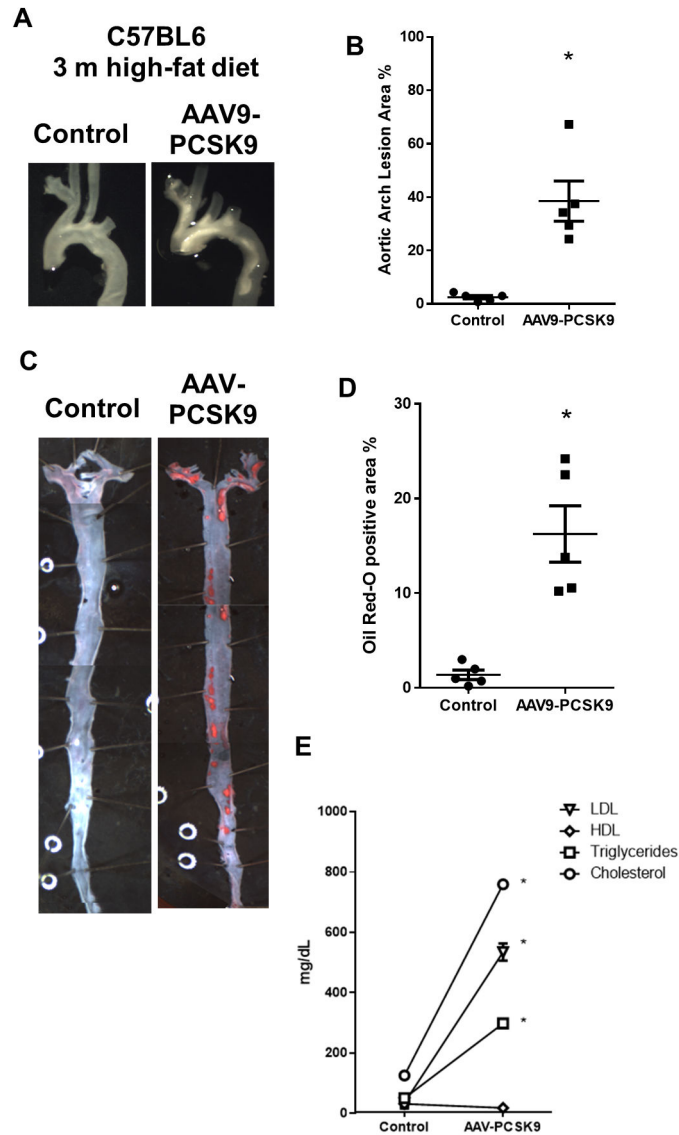 A
C57BL6
3 m high-fat diet
Control
AAV9-
PCSK9
B
Aortic Arch Lesion Area %
100
80
60
40
20
0
*
Control
AAV9-PCSK9
C
Control
AAV-
PCSK9
D
Oil Red-O positive area %
30
20
10
0
*
Control
AAV9-PCSK9
E
mg/dL
1000
800
600
400
200
0
*
*
*
Control
AAV-PCSK9
LDL
HDL
Triglycerides
Cholesterol